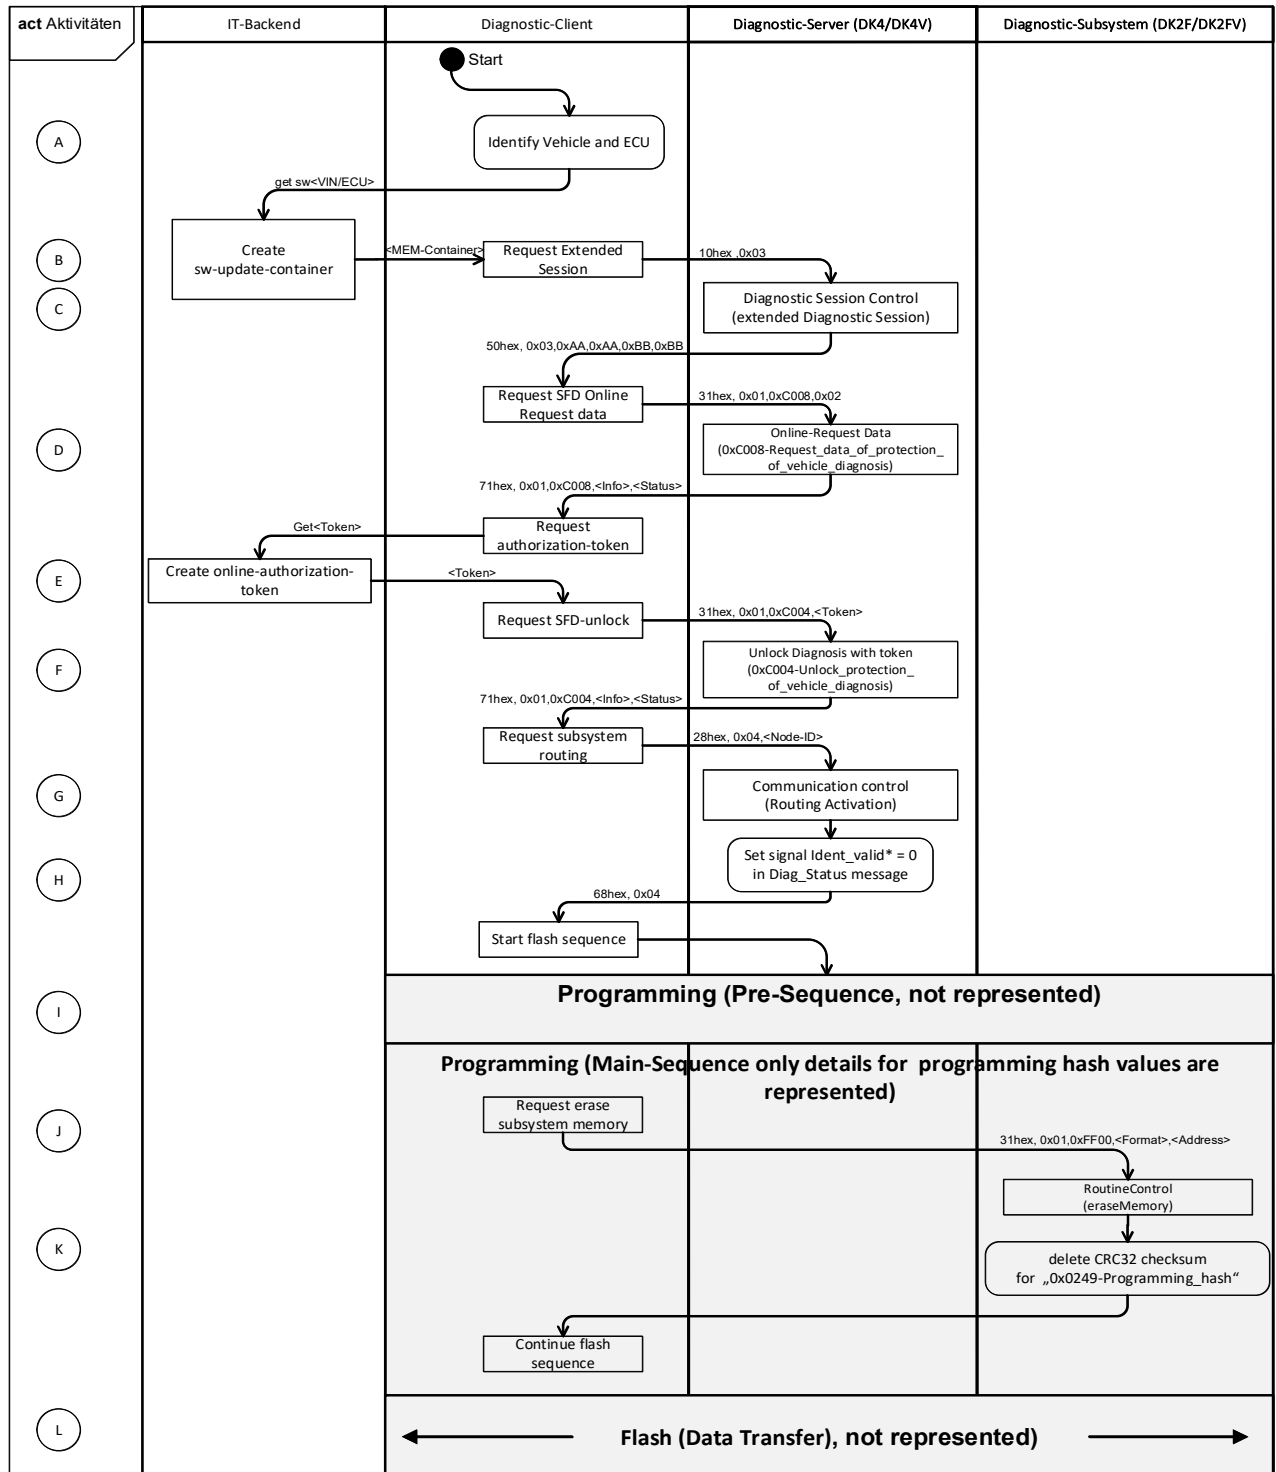 act Aktivitäten
IT-Backend
Diagnostic-Client
Diagnostic-Server (DK4/DK4V)
Diagnostic-Subsystem (DK2F/DK2FV)
Start
A
Identify Vehicle and ECU
get sw<VIN/ECU>
B
Create
sw-update-container
<MEM-Container>
Request Extended
Session
10hex ,0x03
C
Diagnostic Session Control
(extended Diagnostic Session)
50hex, 0x03,0xAA,0xAA,0xBB,0xBB
Request SFD Online
Request data
31hex, 0x01,0xC008,0x02
D
Online-Request Data
(0xC008-Request_data_of_protection_
of_vehicle_diagnosis)
71hex, 0x01,0xC008,<Info>,<Status>
Request
authorization-token
Get<Token>
E
Create online-authorization-
token
<Token>
Request SFD-unlock
31hex, 0x01,0xC004,<Token>
F
Unlock Diagnosis with token
(0xC004-Unlock_protection_
of_vehicle_diagnosis)
71hex, 0x01,0xC004,<Info>,<Status>
Request subsystem
routing
28hex, 0x04,<Node-ID>
G
Communication control
(Routing Activation)
H
Set signal Ident_valid* = 0
in Diag_Status message
68hex, 0x04
Start flash sequence
I
Programming (Pre-Sequence, not represented)
Programming (Main-Sequence only details for programming hash values are
represented)
J
Request erase
subsystem memory
31hex, 0x01,0xFF00,<Format>,<Address>
RoutineControl
(eraseMemory)
K
delete CRC32 checksum
for „0x0249-Programming_hash“
Continue flash
sequence
L
Flash (Data Transfer), not represented)